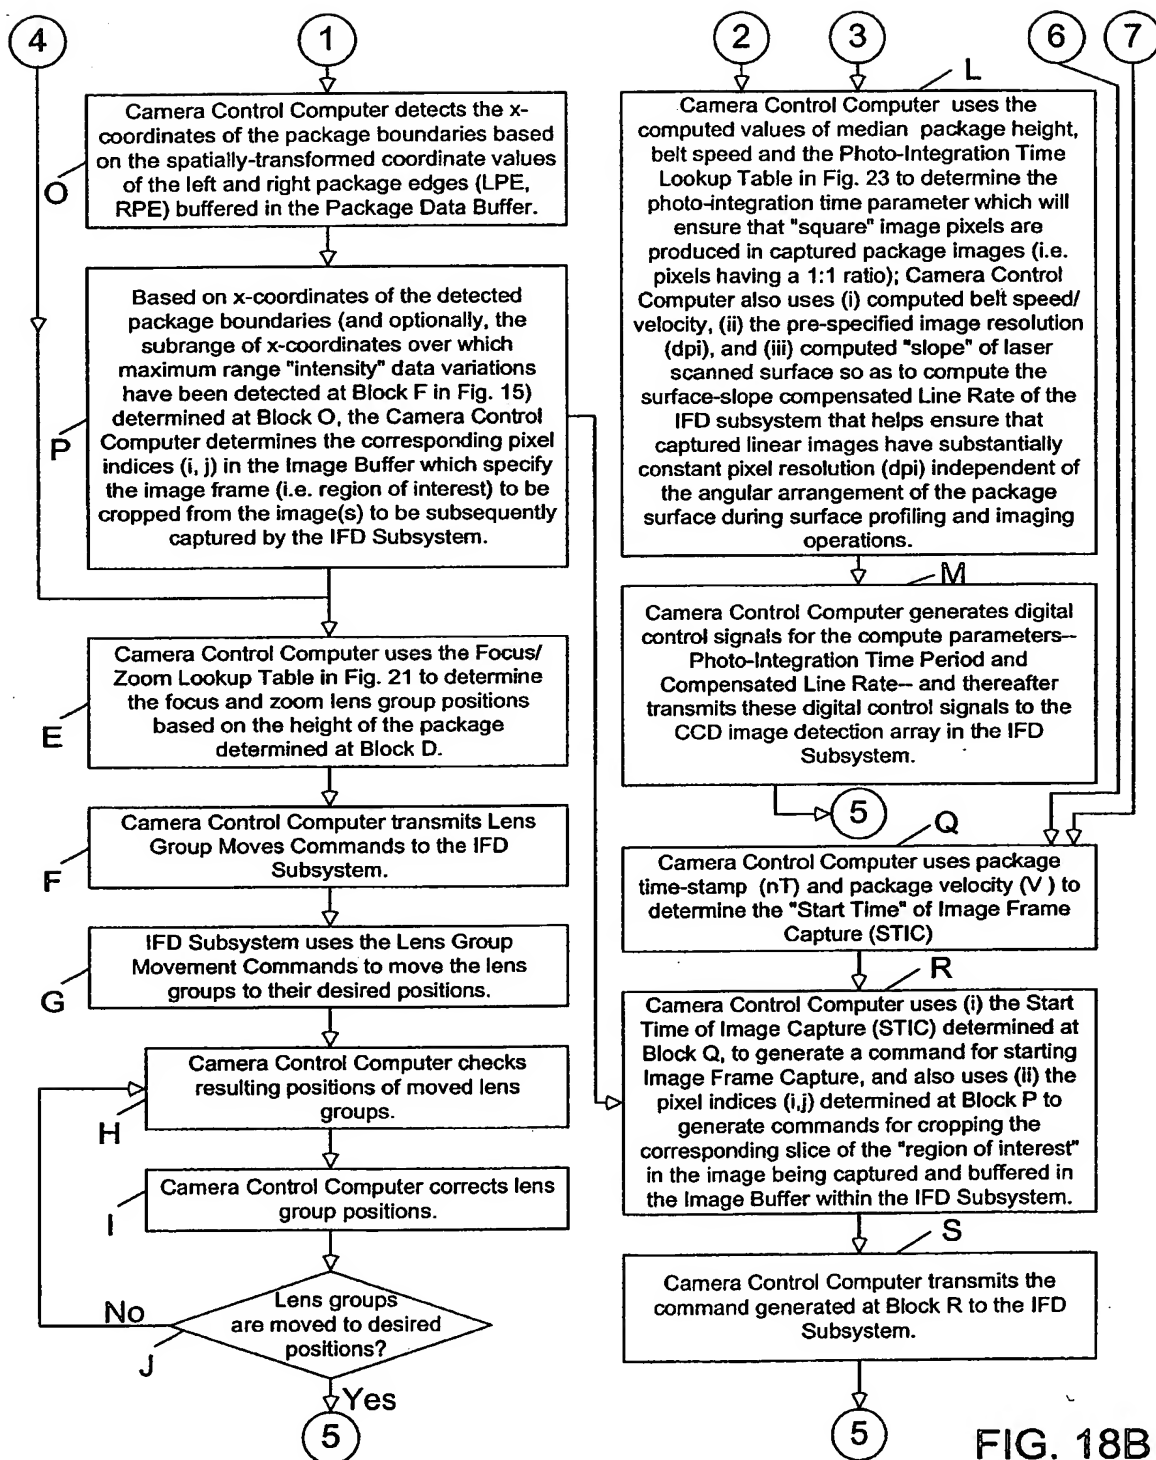 4
1
2
3
6
7
Camera Control Computer detects the x-
coordinates of the package boundaries based
on the spatially-transformed coordinate values
of the left and right package edges (LPE,
RPE) buffered in the Package Data Buffer.
O
Based on x-coordinates of the detected
package boundaries (and optionally, the
subrange of x-coordinates over which
maximum range "intensity" data variations
have been detected at Block F in Fig. 15)
determined at Block O, the Camera Control
Computer determines the corresponding pixel
indices (i, j) in the Image Buffer which specify
the image frame (i.e. region of interest) to be
cropped from the image(s) to be subsequently
captured by the IFD Subsystem.
P
Camera Control Computer uses the Focus/
Zoom Lookup Table in Fig. 21 to determine
the focus and zoom lens group positions
based on the height of the package
determined at Block D.
E
Camera Control Computer transmits Lens
Group Moves Commands to the IFD
Subsystem.
F
IFD Subsystem uses the Lens Group
Movement Commands to move the lens
groups to their desired positions.
G
Camera Control Computer checks
resulting positions of moved lens
groups.
H
Camera Control Computer corrects lens
group positions.
I
Lens groups
are moved to desired
positions?
J
No
Yes
5
L
Camera Control Computer uses the
computed values of median package height,
belt speed and the Photo-Integration Time
Lookup Table in Fig. 23 to determine the
photo-integration time parameter which will
ensure that "square" image pixels are
produced in captured package images (i.e.
pixels having a 1:1 ratio); Camera Control
Computer also uses (i) computed belt speed/
velocity, (ii) the pre-specified image resolution
(dpi), and (iii) computed "slope" of laser
scanned surface so as to compute the
surface-slope compensated Line Rate of the
IFD subsystem that helps ensure that
captured linear images have substantially
constant pixel resolution (dpi) independent of
the angular arrangement of the package
surface during surface profiling and imaging
operations.
M
Camera Control Computer generates digital
control signals for the compute parameters--
Photo-Integration Time Period and
Compensated Line Rate-- and thereafter
transmits these digital control signals to the
CCD image detection array in the IFD
Subsystem.
5
Q
Camera Control Computer uses package
time-stamp (nT) and package velocity (V ) to
determine the "Start Time" of Image Frame
Capture (STIC)
R
Camera Control Computer uses (i) the Start
Time of Image Capture (STIC) determined at
Block Q, to generate a command for starting
Image Frame Capture, and also uses (ii) the
pixel indices (i,j) determined at Block P to
generate commands for cropping the
corresponding slice of the "region of interest"
in the image being captured and buffered in
the Image Buffer within the IFD Subsystem.
S
Camera Control Computer transmits the
command generated at Block R to the IFD
Subsystem.
5
FIG. 18B